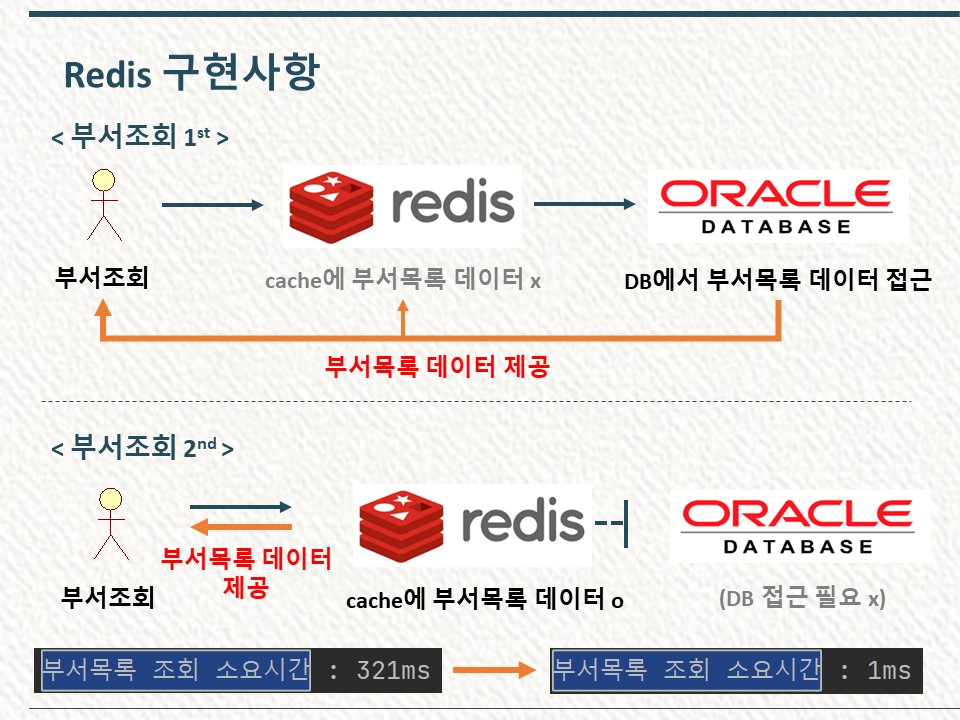 Redis 구현사항
< 부서조회 1st >
redis
ORACLE
DATABASE
부서조회
cache에 부서목록 데이터 x
DB에서 부서목록 데이터 접근
부서목록 데이터 제공
< 부서조회 2nd >
redis
ORACLE
DATABASE
부서목록 데이터
제공
부서조회
cache에 부서목록 데이터 o
(DB 접근 필요 x)
부서목록 조회 소요시간 : 321ms
부서목록 조회 소요시간 : 1ms